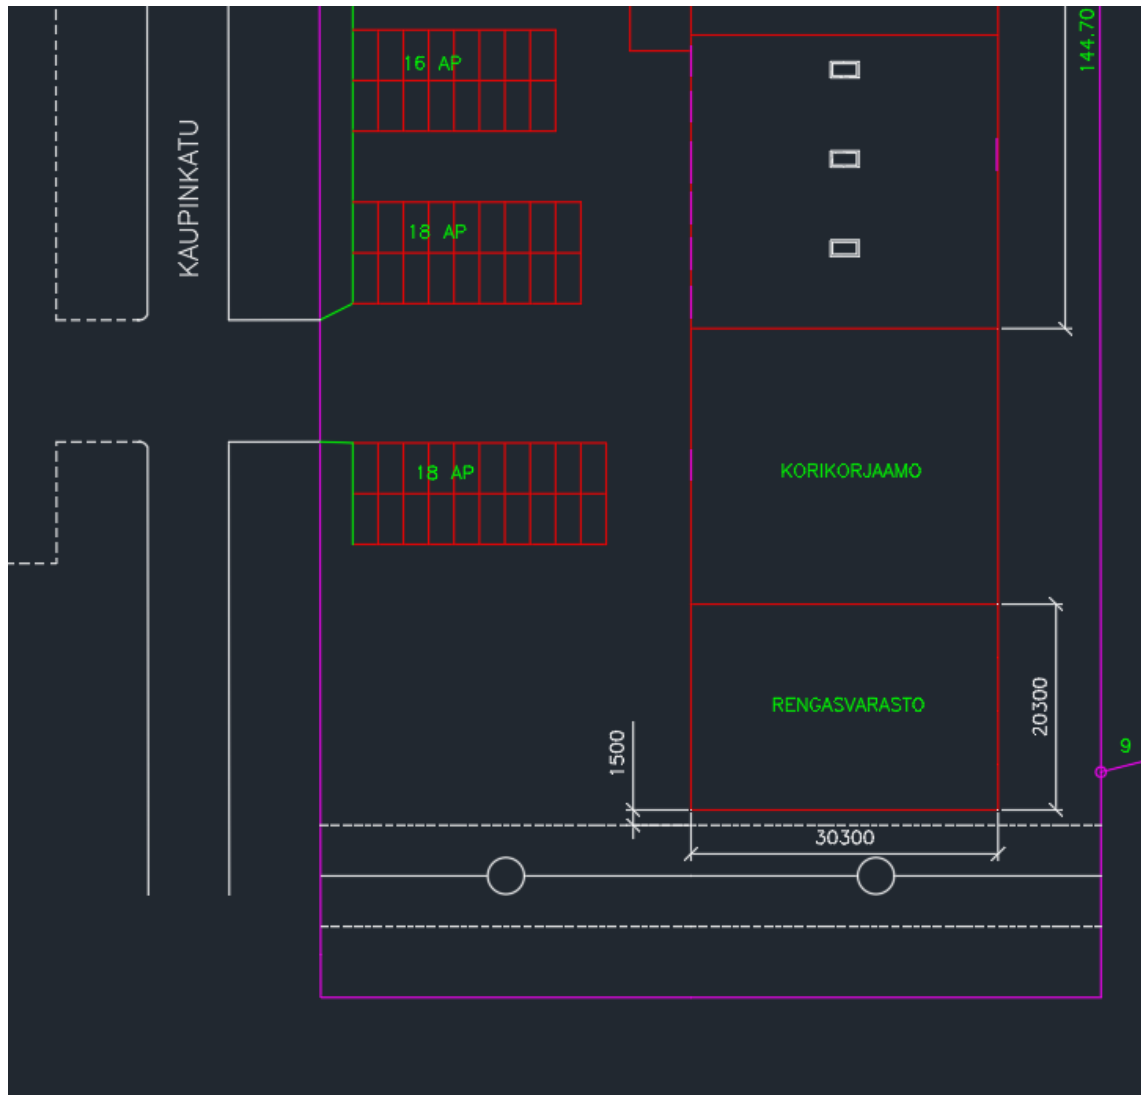 16 AP
144.70
KAUPINKATU
18 AP
18 AP
KORIKORJAAMO
RENGASVARASTO
20300
1500
9
30300